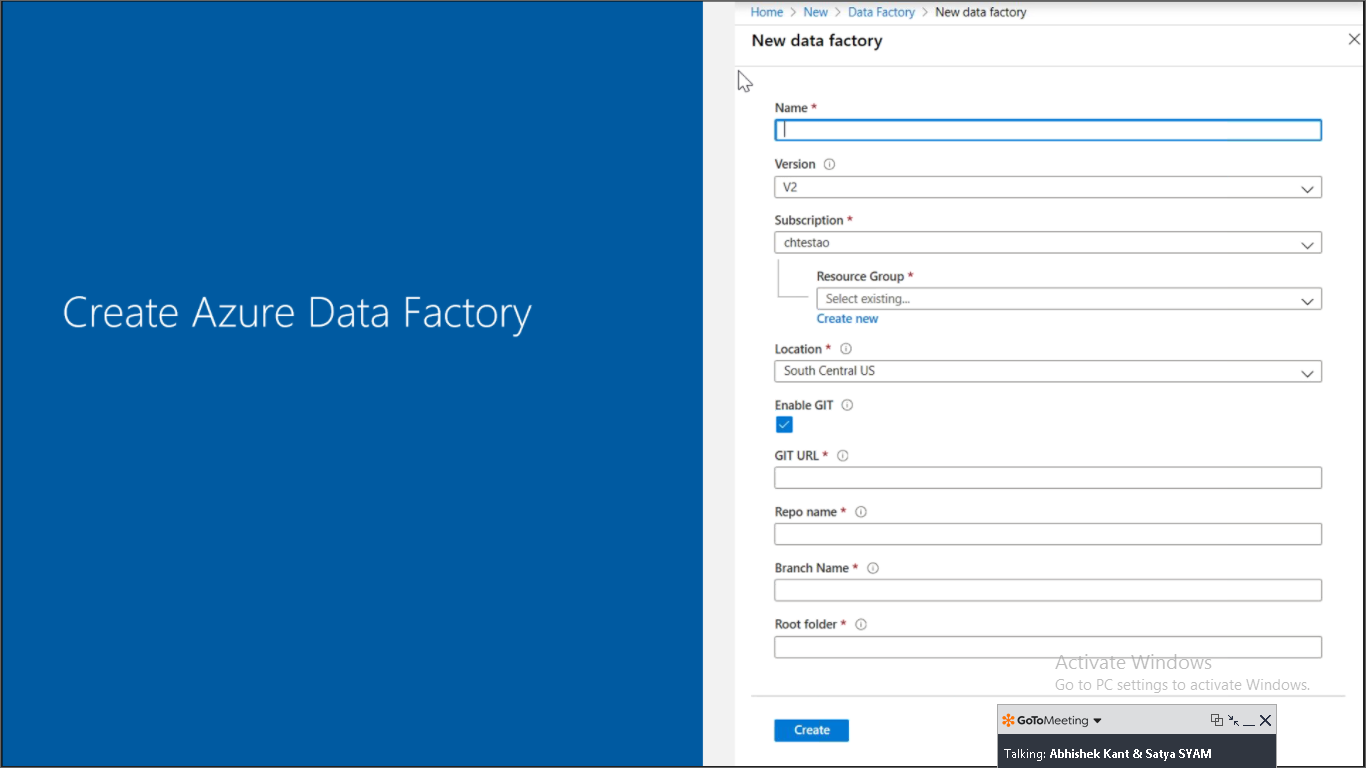 Create Azure Data Factory
Home > New > Data Factory > New data factory
New data factory
Name *
Version
V2
Subscription *
chtestao
Resource Group *
Select existing...
Create new
Location *
South Central US
Enable GIT
GIT URL *
Repo name *
Branch Name *
Root folder *
Activate Windows
Go to PC settings to activate Windows.
Create
GoToMeeting
Talking: Abhishek Kant & Satya SYAM